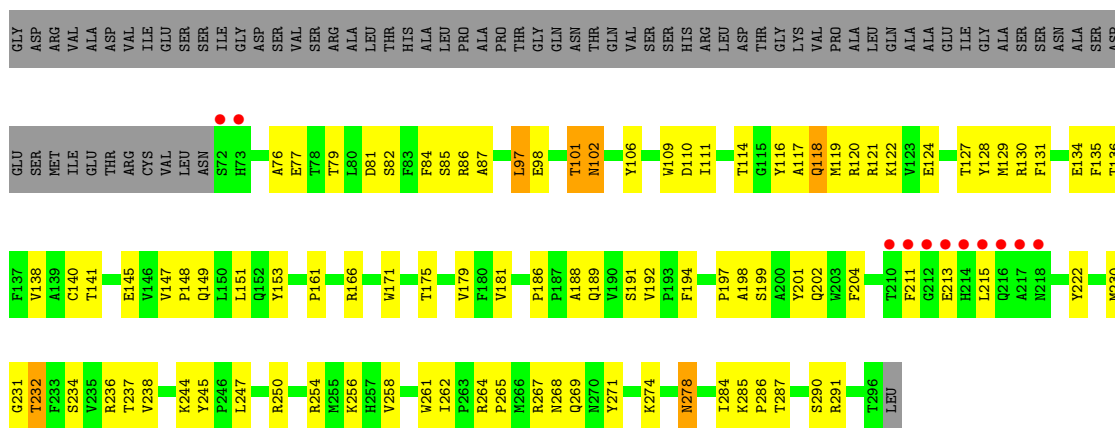 GLY ASP ARG VAL ALA ASP VAL ILE GLU SER SER ILE GLY ASP SER VAL SER ARG ALA LEU THR HIS ALA LEU PRO ALA PRO THR GLY GLN ASN THR GLN VAL SER SER HIS ARG LEU ASP THR GLY LYS VAL PRO ALA LEU GLN ALA ALA GLU ILE GLY ALA SER SER ASN ALA SER ASP
GLU SER MET ILE GLU THR ARG CYS VAL LEU ASN S72 H73 A76 E77 T78 T79 L80 D81 S82 F83 F84 S85 R86 A87 L97 E98 T101 N102 Y106 W109 D110 I111 T114 G115 Y116 A117 Q118 M119 R120 R121 K122 V123 E124 T127 Y128 M129 R130 F131 E134 F135 T136
F137 V138 A139 C140 T141 E145 V146 V147 P148 Q149 L150 L151 Q152 Y153 P161 R166 W171 T175 V179 F180 V181 P186 P187 A188 Q189 V190 S191 V192 P193 F194 P197 A198 S199 A200 Y201 Q202 W203 F204 T210 F211 G212 E213 H214 L215 Q216 A217 N218 Y222 M230
G231 T232 F233 S234 V235 R236 T237 V238 K244 Y245 P246 L247 R250 R254 M255 K256 H257 V258 W261 I262 P263 R264 P265 M266 R267 N268 Q269 N270 Y271 K274 N278 I284 K285 P286 T287 S290 R291 T296 LEU